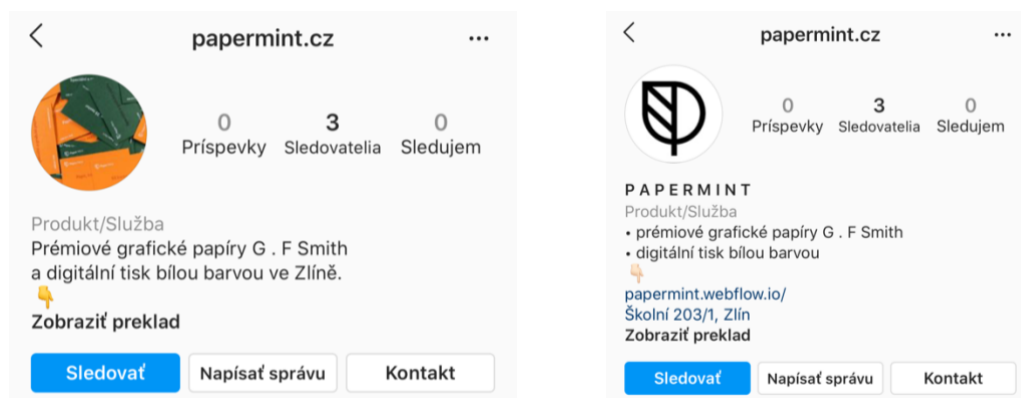 papermint.cz
0 3 0
Príspevky Sledovatelia Sledujem
Produkt/Služba
Prémiové grafické papíry G . F Smith
a digitální tisk bílou barvou ve Zlíně.
Zobraziť preklad
Sledovať Napísať správu Kontakt
papermint.cz
0 3 0
Príspevky Sledovatelia Sledujem
PAPERMINT
Produkt/Služba
• prémiové grafické papíry G . F Smith
• digitální tisk bílou barvou
papermint.webflow.io/
Školní 203/1, Zlín
Zobraziť preklad
Sledovať Napísať správu Kontakt